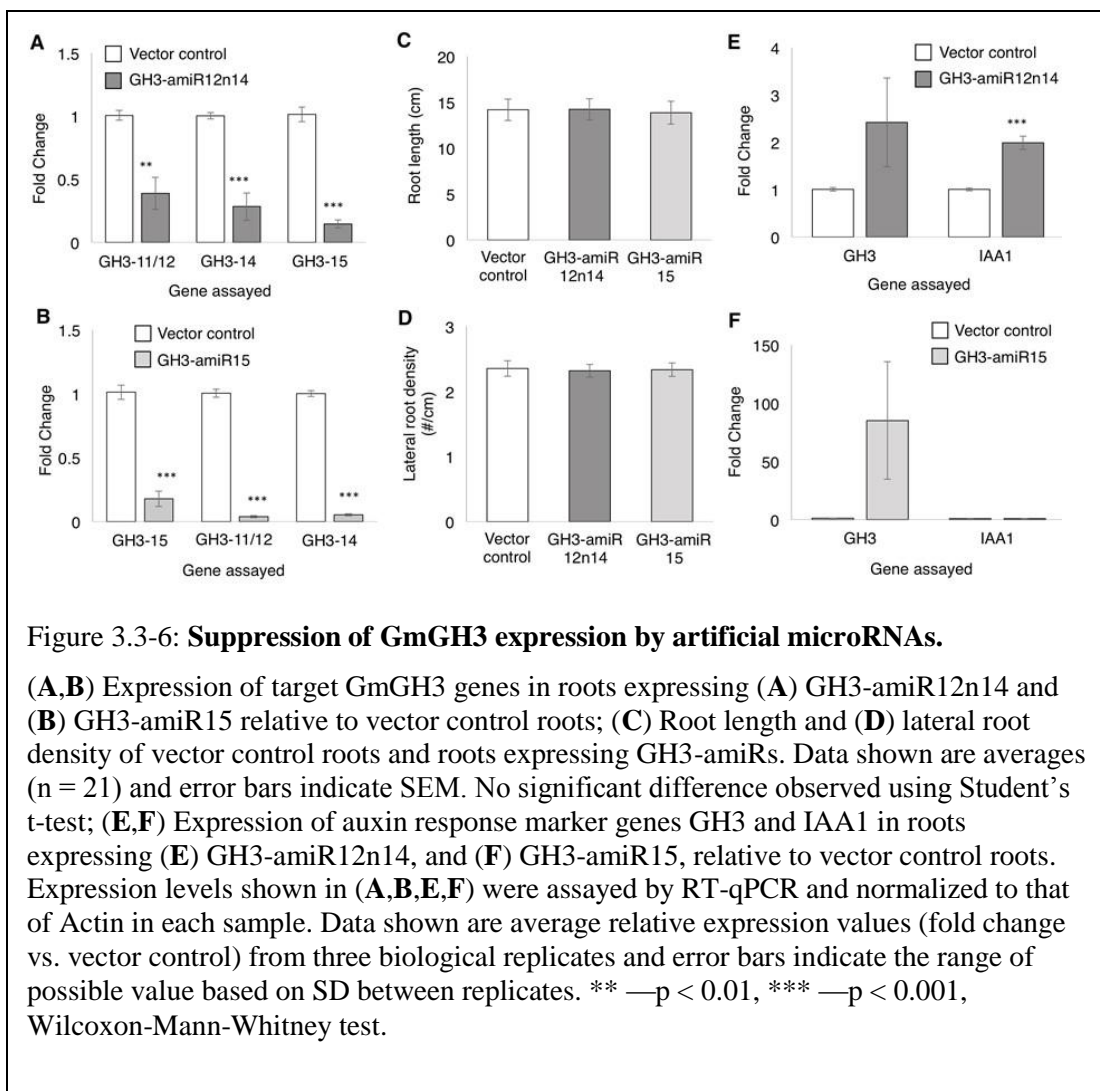 A
1.5
Vector control
GH3-amiR12n14
1
0.5
0
Fold Change
**
***
***
GH3-11/12 GH3-14 GH3-15
Gene assayed
B
1.5
Vector control
GH3-amiR15
1
0.5
0
Fold Change
***
***
***
GH3-15 GH3-11/12 GH3-14
Gene assayed
C
20
15
10
5
0
Root length (cm)
Vector control
GH3-amiR 12n14
GH3-amiR 15
D
3
2
1
0
Lateral root density (#/cm)
Vector control
GH3-amiR 12n14
GH3-amiR 15
E
4
3
2
1
0
Fold Change
Vector control
GH3-amiR12n14
***
GH3 IAA1
Gene assayed
F
150
100
50
0
Fold Change
Vector control
GH3-amiR15
GH3 IAA1
Gene assayed
Figure 3.3-6: Suppression of GmGH3 expression by artificial microRNAs.
(A,B) Expression of target GmGH3 genes in roots expressing (A) GH3-amiR12n14 and
(B) GH3-amiR15 relative to vector control roots; (C) Root length and (D) lateral root
density of vector control roots and roots expressing GH3-amiRs. Data shown are averages
(n = 21) and error bars indicate SEM. No significant difference observed using Student’s
t-test; (E,F) Expression of auxin response marker genes GH3 and IAA1 in roots
expressing (E) GH3-amiR12n14, and (F) GH3-amiR15, relative to vector control roots.
Expression levels shown in (A,B,E,F) were assayed by RT-qPCR and normalized to that
of Actin in each sample. Data shown are average relative expression values (fold change
vs. vector control) from three biological replicates and error bars indicate the range of
possible value based on SD between replicates. ** —p < 0.01, *** —p < 0.001,
Wilcoxon-Mann-Whitney test.